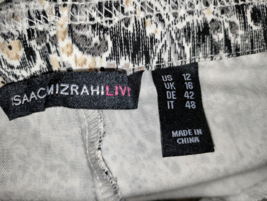 ISAACMIZRAHILIVE
US 12
UK 16
DE 42
IT 48
MADE IN
CHINA